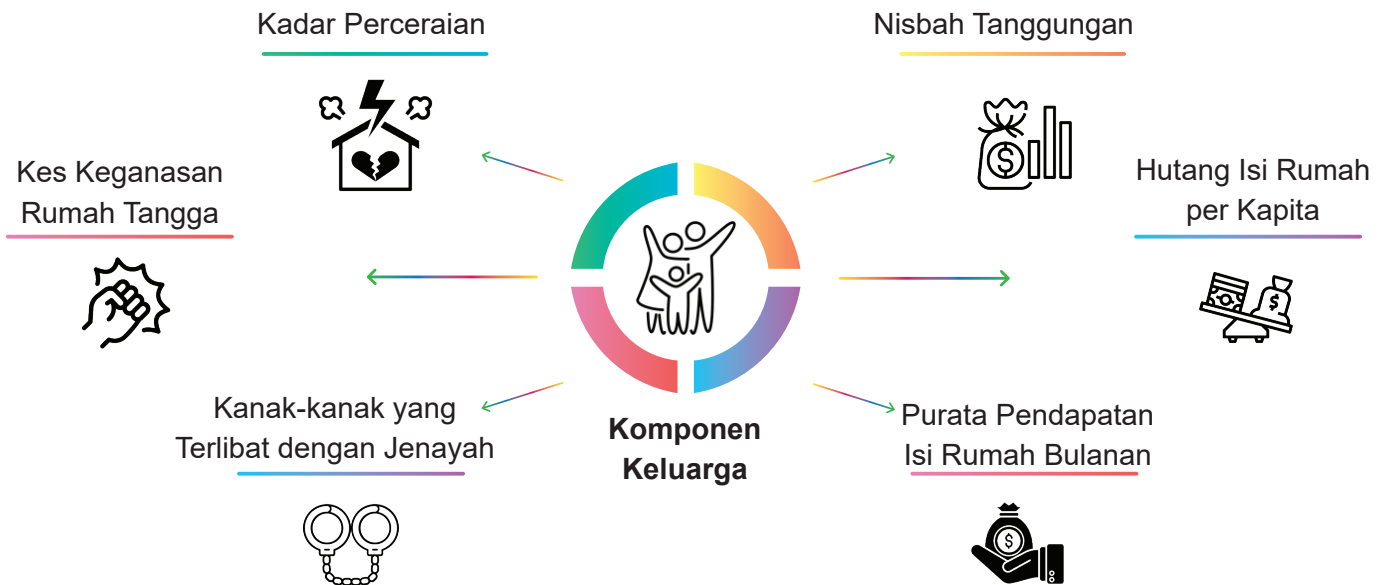 Kadar Perceraian
Nisbah Tanggungan
Kes Keganasan
Rumah Tangga
Hutang Isi Rumah
per Kapita
Kanak-kanak yang
Terlibat dengan Jenayah
Komponen
Keluarga
Purata Pendapatan
Isi Rumah Bulanan